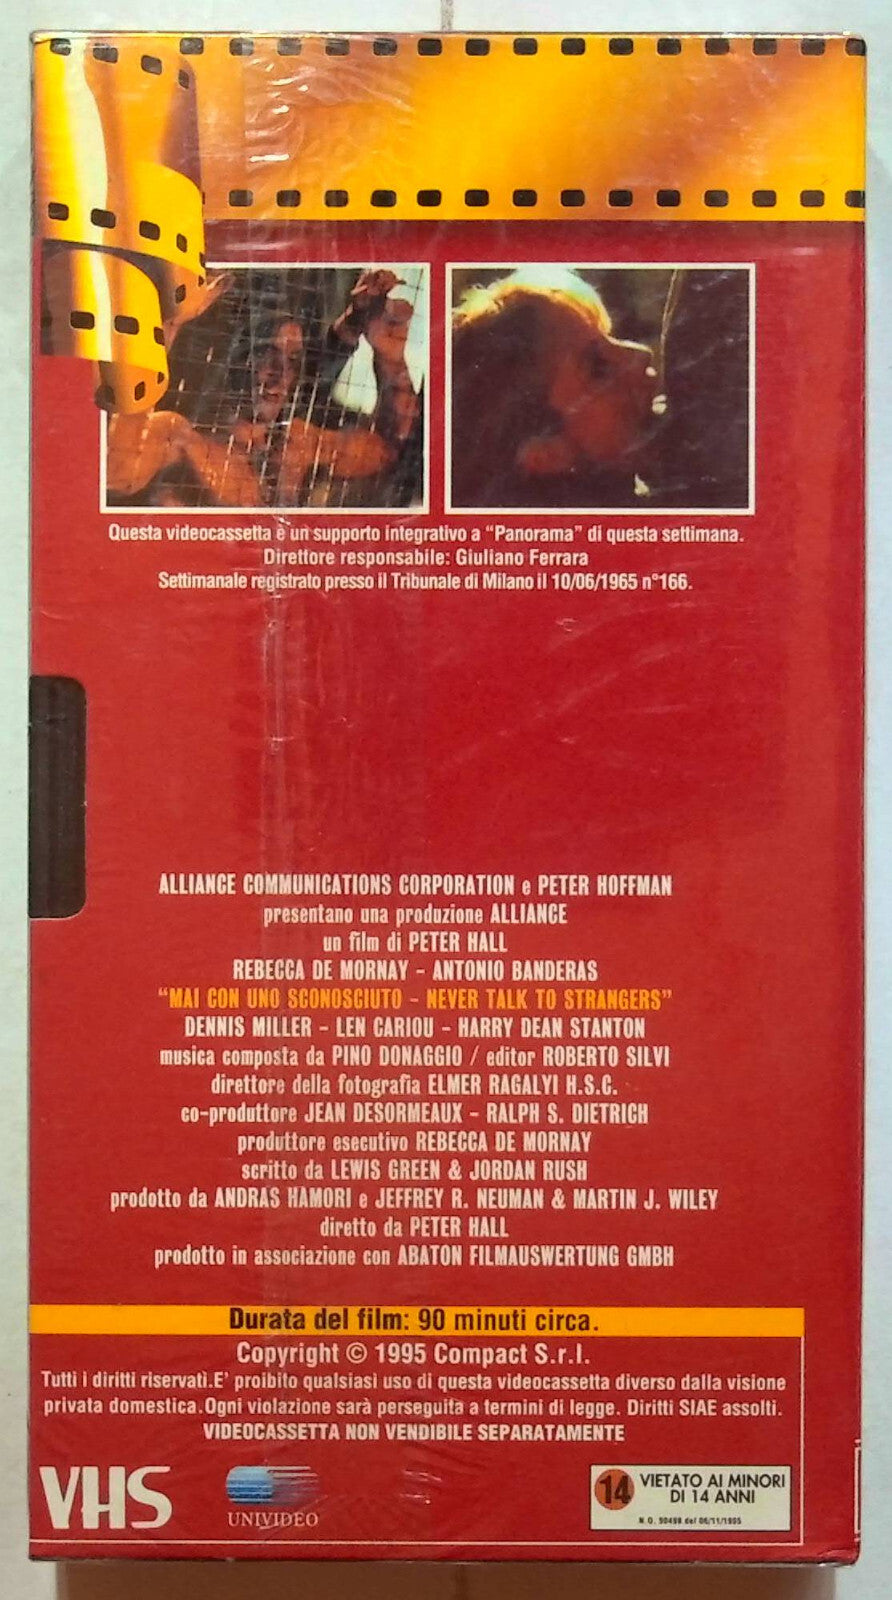 Questa videocassetta è un supporto integrativo a "Panorama" di questa settimana.
Direttore responsabile: Giuliano Ferrara
Settimanale registrato presso il Tribunale di Milano il 10/06/1965 n°166.
ALLIANCE COMMUNICATIONS CORPORATION e PETER HOFFMAN
presentano una produzione ALLIANCE
un film di PETER HALL
REBECCA DE MORNAY - ANTONIO BANDERAS
"MAI CON UNO SCONOSCIUTO - NEVER TALK TO STRANGERS"
DENNIS MILLER - LEN CARIOU - HARRY DEAN STANTON
musica composta da PINO DONAGGIO / editor ROBERTO SILVI
direttore della fotografia ELMER RAGALYI H.S.C.
co-produttore JEAN DESORMEAUX - RALPH S. DIETRICH
produttore esecutivo REBECCA DE MORNAY
scritto da LEWIS GREEN & JORDAN RUSH
prodotto da ANDRAS HAMORI e JEFFREY R. NEUMAN & MARTIN J. WILEY
diretto da PETER HALL
prodotto in associazione con ABATON FILMAUSWERTUNG GMBH
Durata del film: 90 minuti circa.
Copyright © 1995 Compact S.r.l.
Tutti i diritti riservati.E' proibito qualsiasi uso di questa videocassetta diverso dalla visione
privata domestica.Ogni violazione sarà perseguita a termini di legge. Diritti SIAE assolti.
VIDEOCASSETTA NON VENDIBILE SEPARATAMENTE
VHS
UNIVIDEO
14 VIETATO AI MINORI
DI 14 ANNI
N.O. 90498 del 06/11/1995